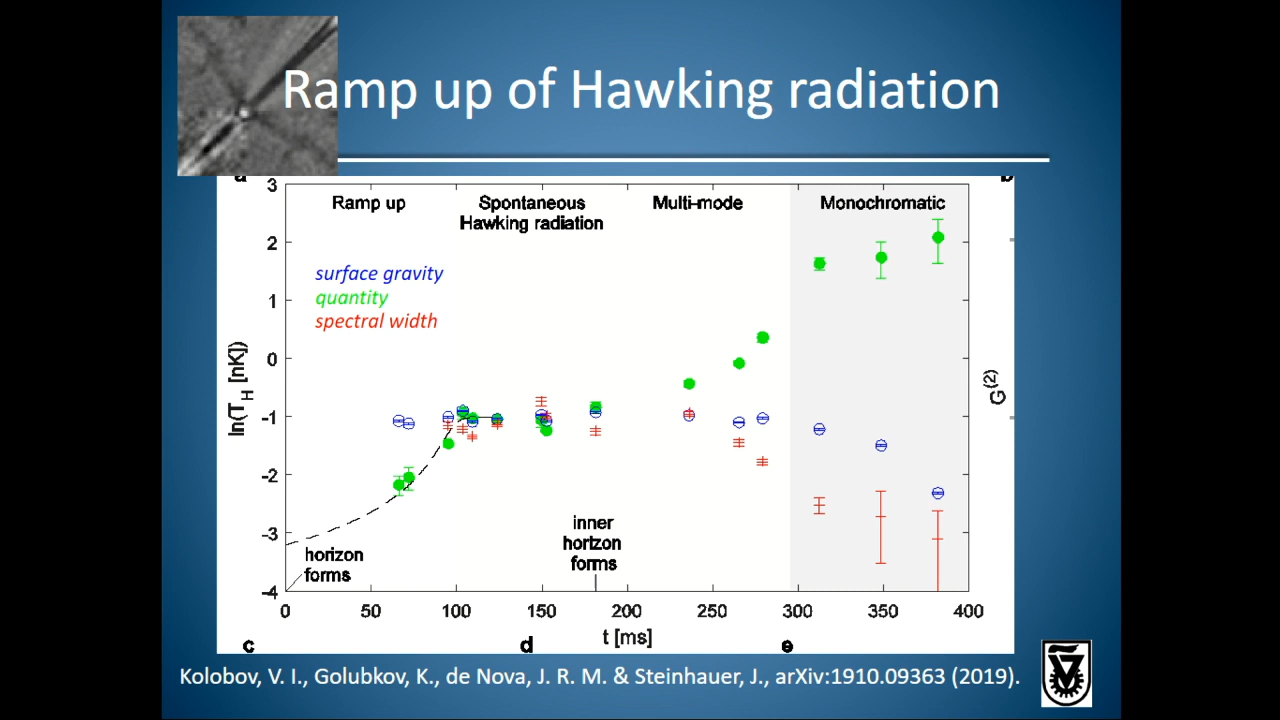 Ramp up of Hawking radiation
a
b
3
2
1
0
-1
-2
-3
-4
ln(T_H [nK])
Ramp up
Spontaneous
Hawking radiation
Multi-mode
Monochromatic
surface gravity
quantity
spectral width
horizon
forms
inner
horizon
forms
G^(2)
0 50 100 150 200 250 300 350 400
t [ms]
c d e
Kolobov, V. I., Golubkov, K., de Nova, J. R. M. & Steinhauer, J., arXiv:1910.09363 (2019).